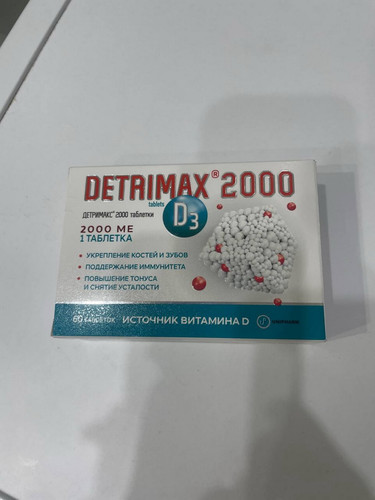 DETRIMAX® 2000
tablets
D3
ДЕТРИМАКС® 2000 таблетки
2000 МЕ
1 ТАБЛЕТКА
• УКРЕПЛЕНИЕ КОСТЕЙ И ЗУБОВ
• ПОДДЕРЖАНИЕ ИММУНИТЕТА
• ПОВЫШЕНИЕ ТОНУСА
И СНЯТИЕ УСТАЛОСТИ
60 ТАБЛЕТОК
ИСТОЧНИК ВИТАМИНА D